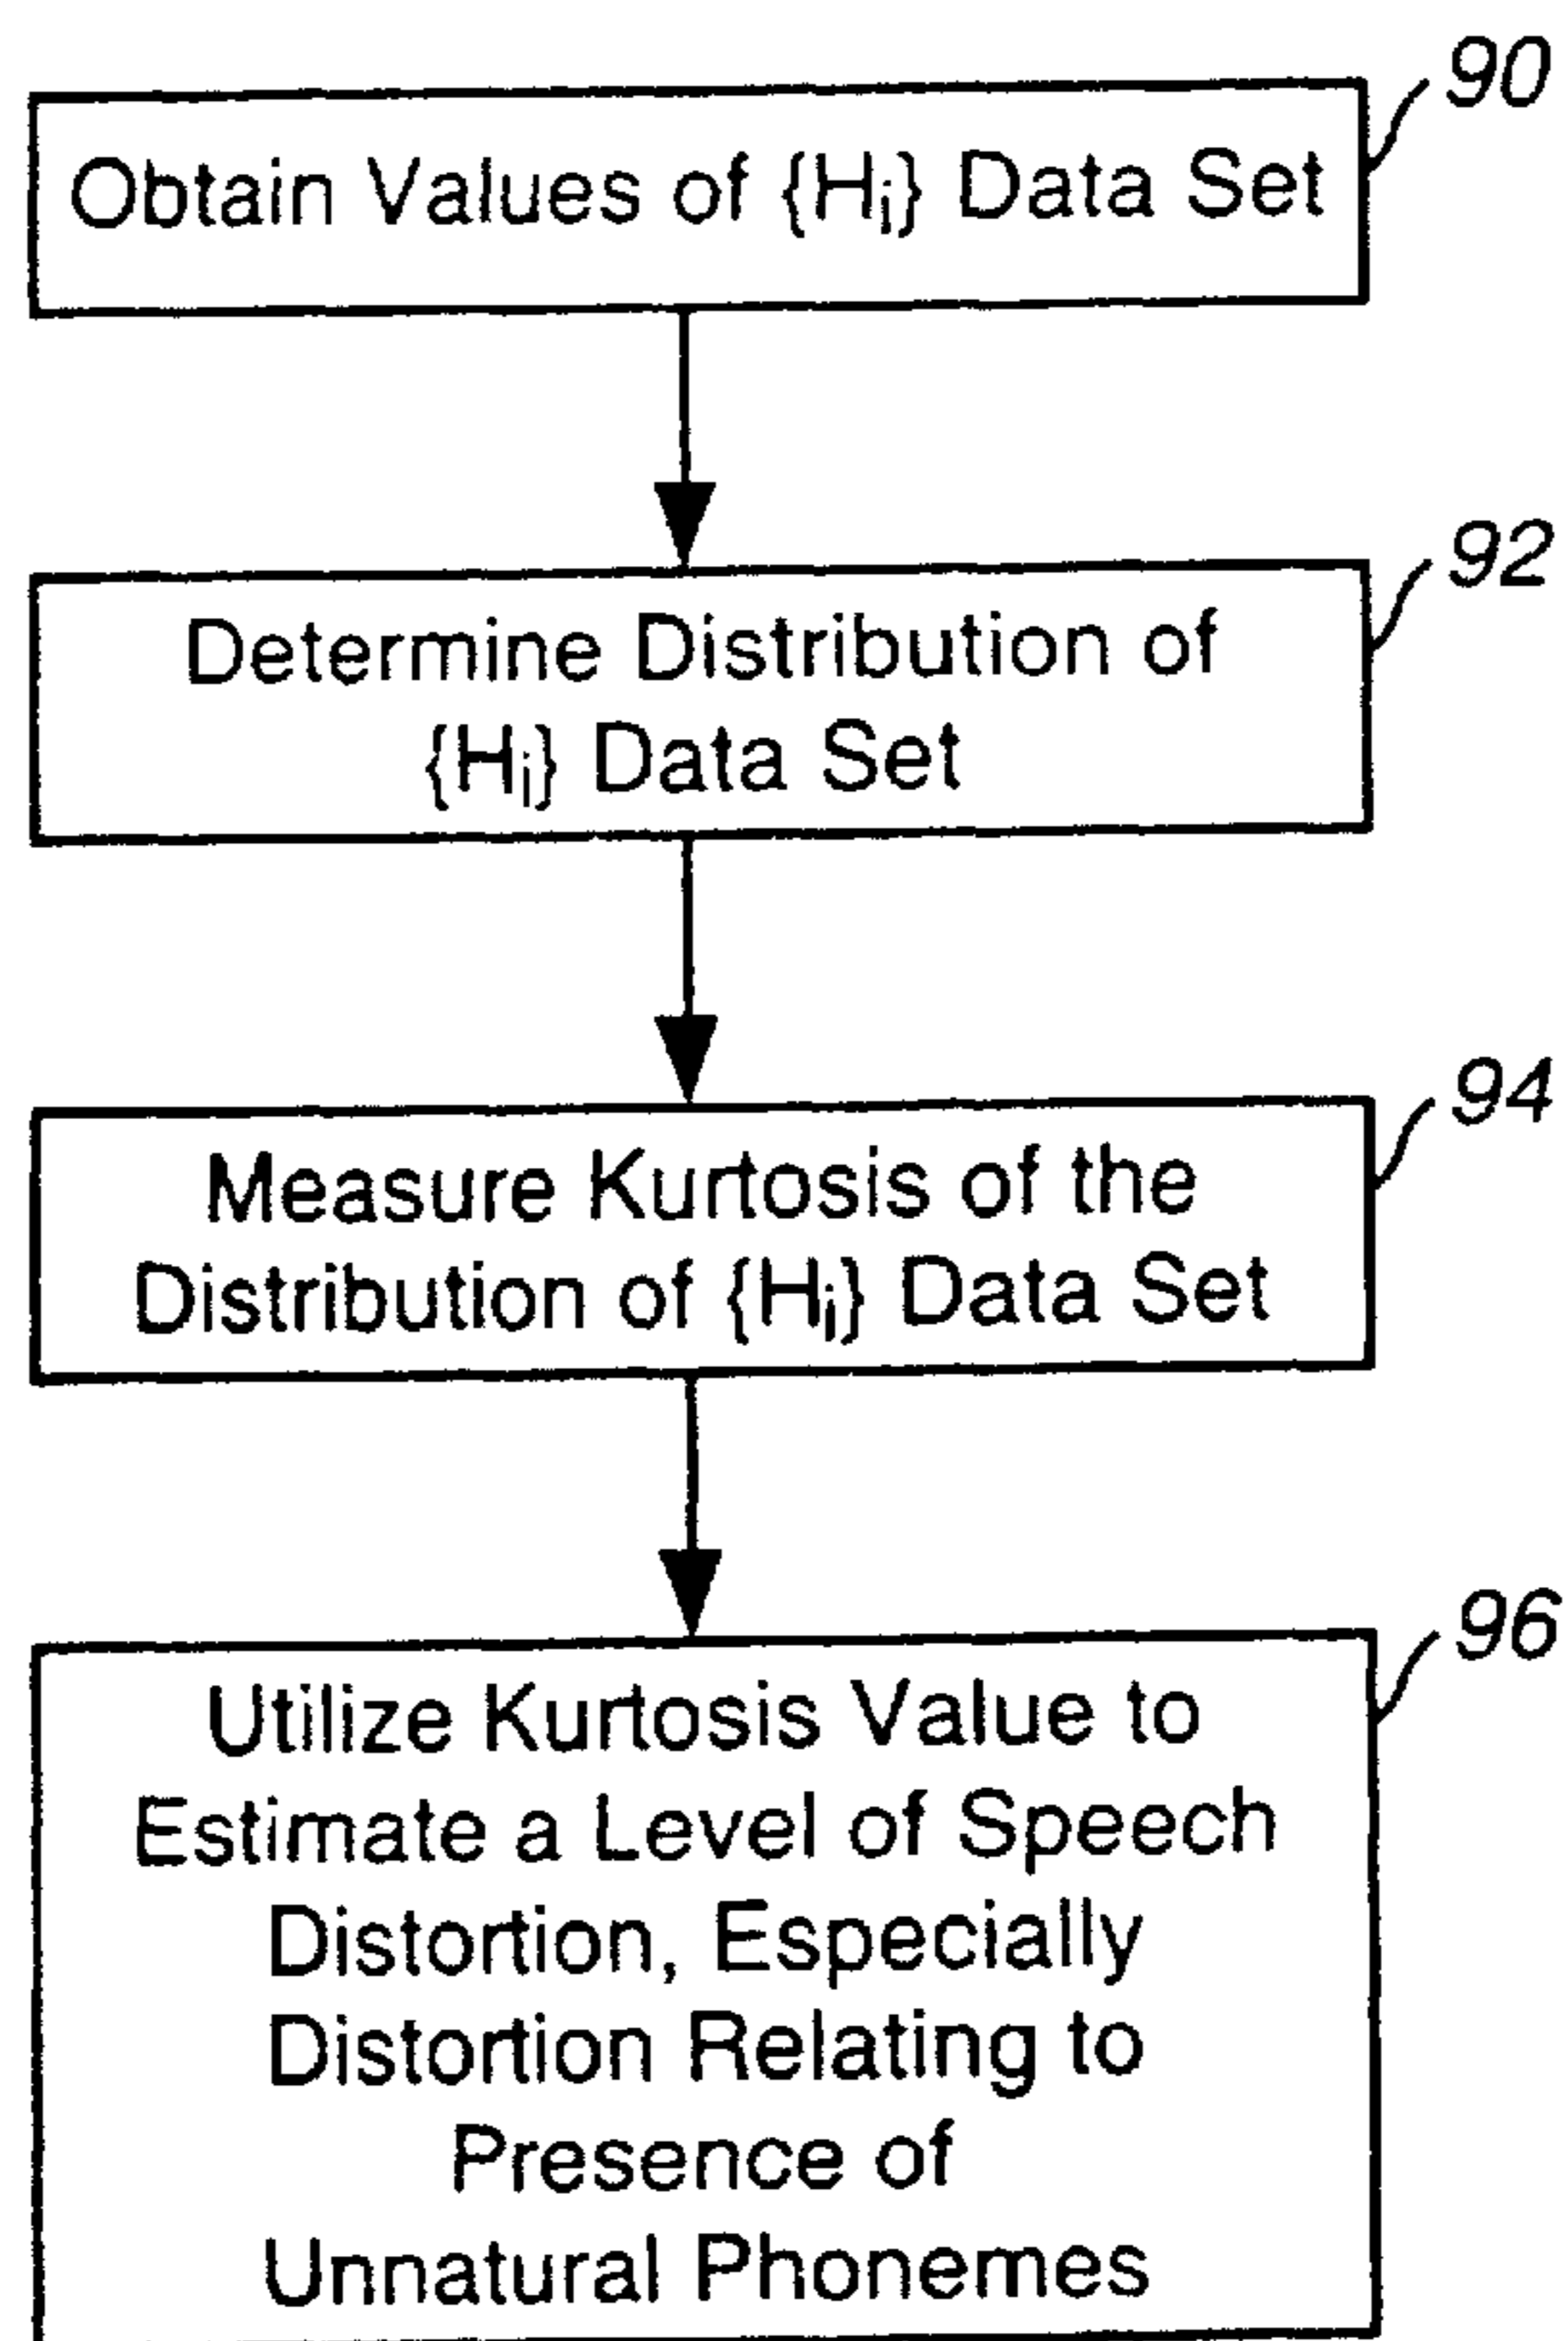 90
Obtain Values of {Hi} Data Set
92
Determine Distribution of
{Hi} Data Set
94
Measure Kurtosis of the
Distribution of {Hi} Data Set
96
Utilize Kurtosis Value to
Estimate a Level of Speech
Distortion, Especially
Distortion Relating to
Presence of
Unnatural Phonemes